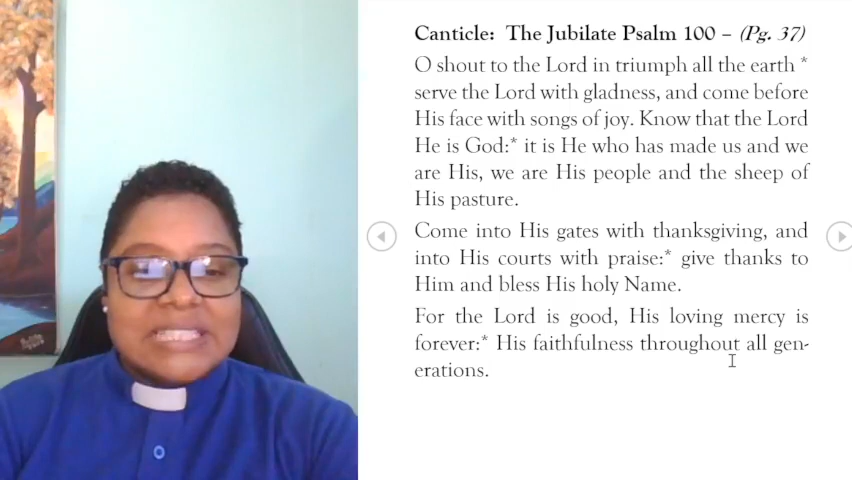 Canticle: The Jubilate Psalm 100 – (Pg. 37)
O shout to the Lord in triumph all the earth *
serve the Lord with gladness, and come before
His face with songs of joy. Know that the Lord
He is God:* it is He who has made us and we
are His, we are His people and the sheep of
His pasture.
Come into His gates with thanksgiving, and
into His courts with praise:* give thanks to
Him and bless His holy Name.
For the Lord is good, His loving mercy is
forever:* His faithfulness throughout all gen-
erations.